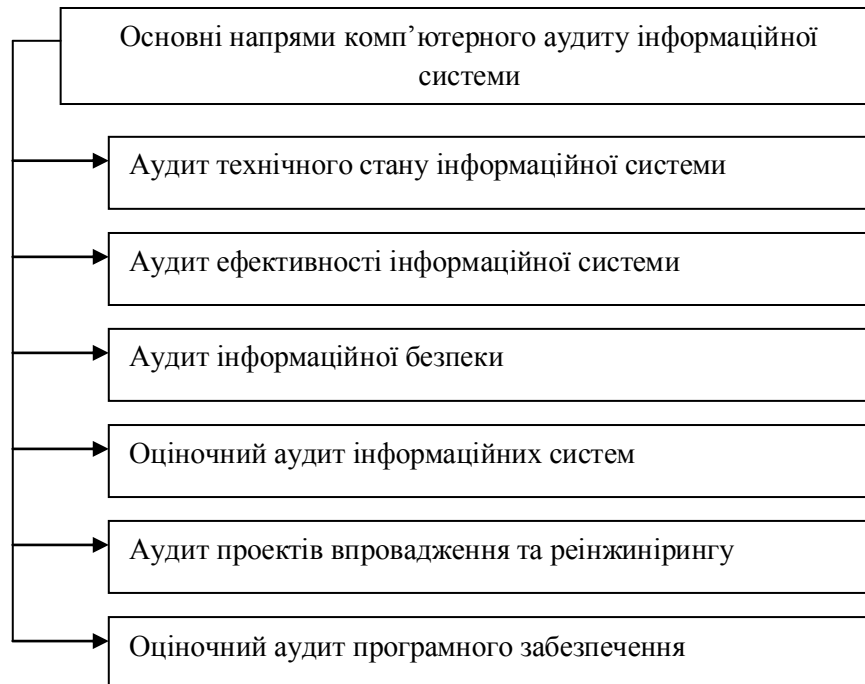 Основні напрями комп’ютерного аудиту інформаційної
системи
Аудит технічного стану інформаційної системи
Аудит ефективності інформаційної системи
Аудит інформаційної безпеки
Оціночний аудит інформаційних систем
Аудит проектів впровадження та реінжинірингу
Оціночний аудит програмного забезпечення